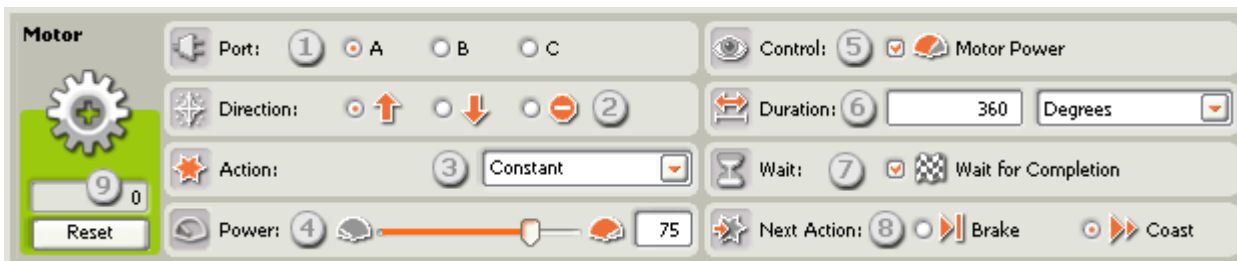 Motor
9
0
Reset
Port: 1 A B C
Direction: 2
Action: 3 Constant
Power: 4 75
Control: 5 Motor Power
Duration: 6 360 Degrees
Wait: 7 Wait for Completion
Next Action: 8 Brake Coast